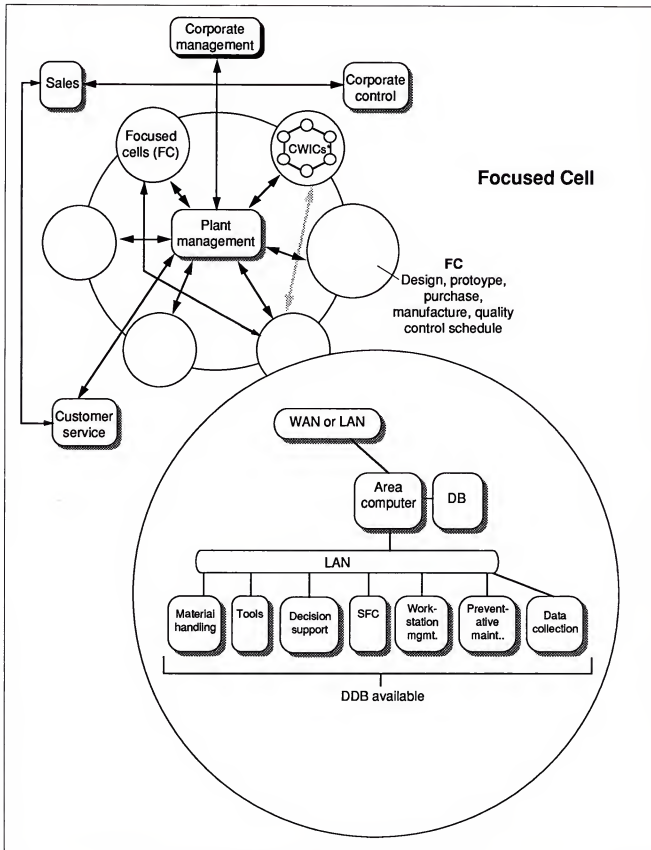 Corporate
management
Sales
Corporate
control
Focused
cells (FC)
CWICs*
Focused Cell
Plant
management
FC
Design, protoype,
purchase,
manufacture, quality
control schedule
Customer
service
WAN or LAN
Area
computer
DB
LAN
Material
handling
Tools
Decision
support
SFC
Work-
station
mgmt.
Prevent-
ative
maint..
Data
collection
DDB available